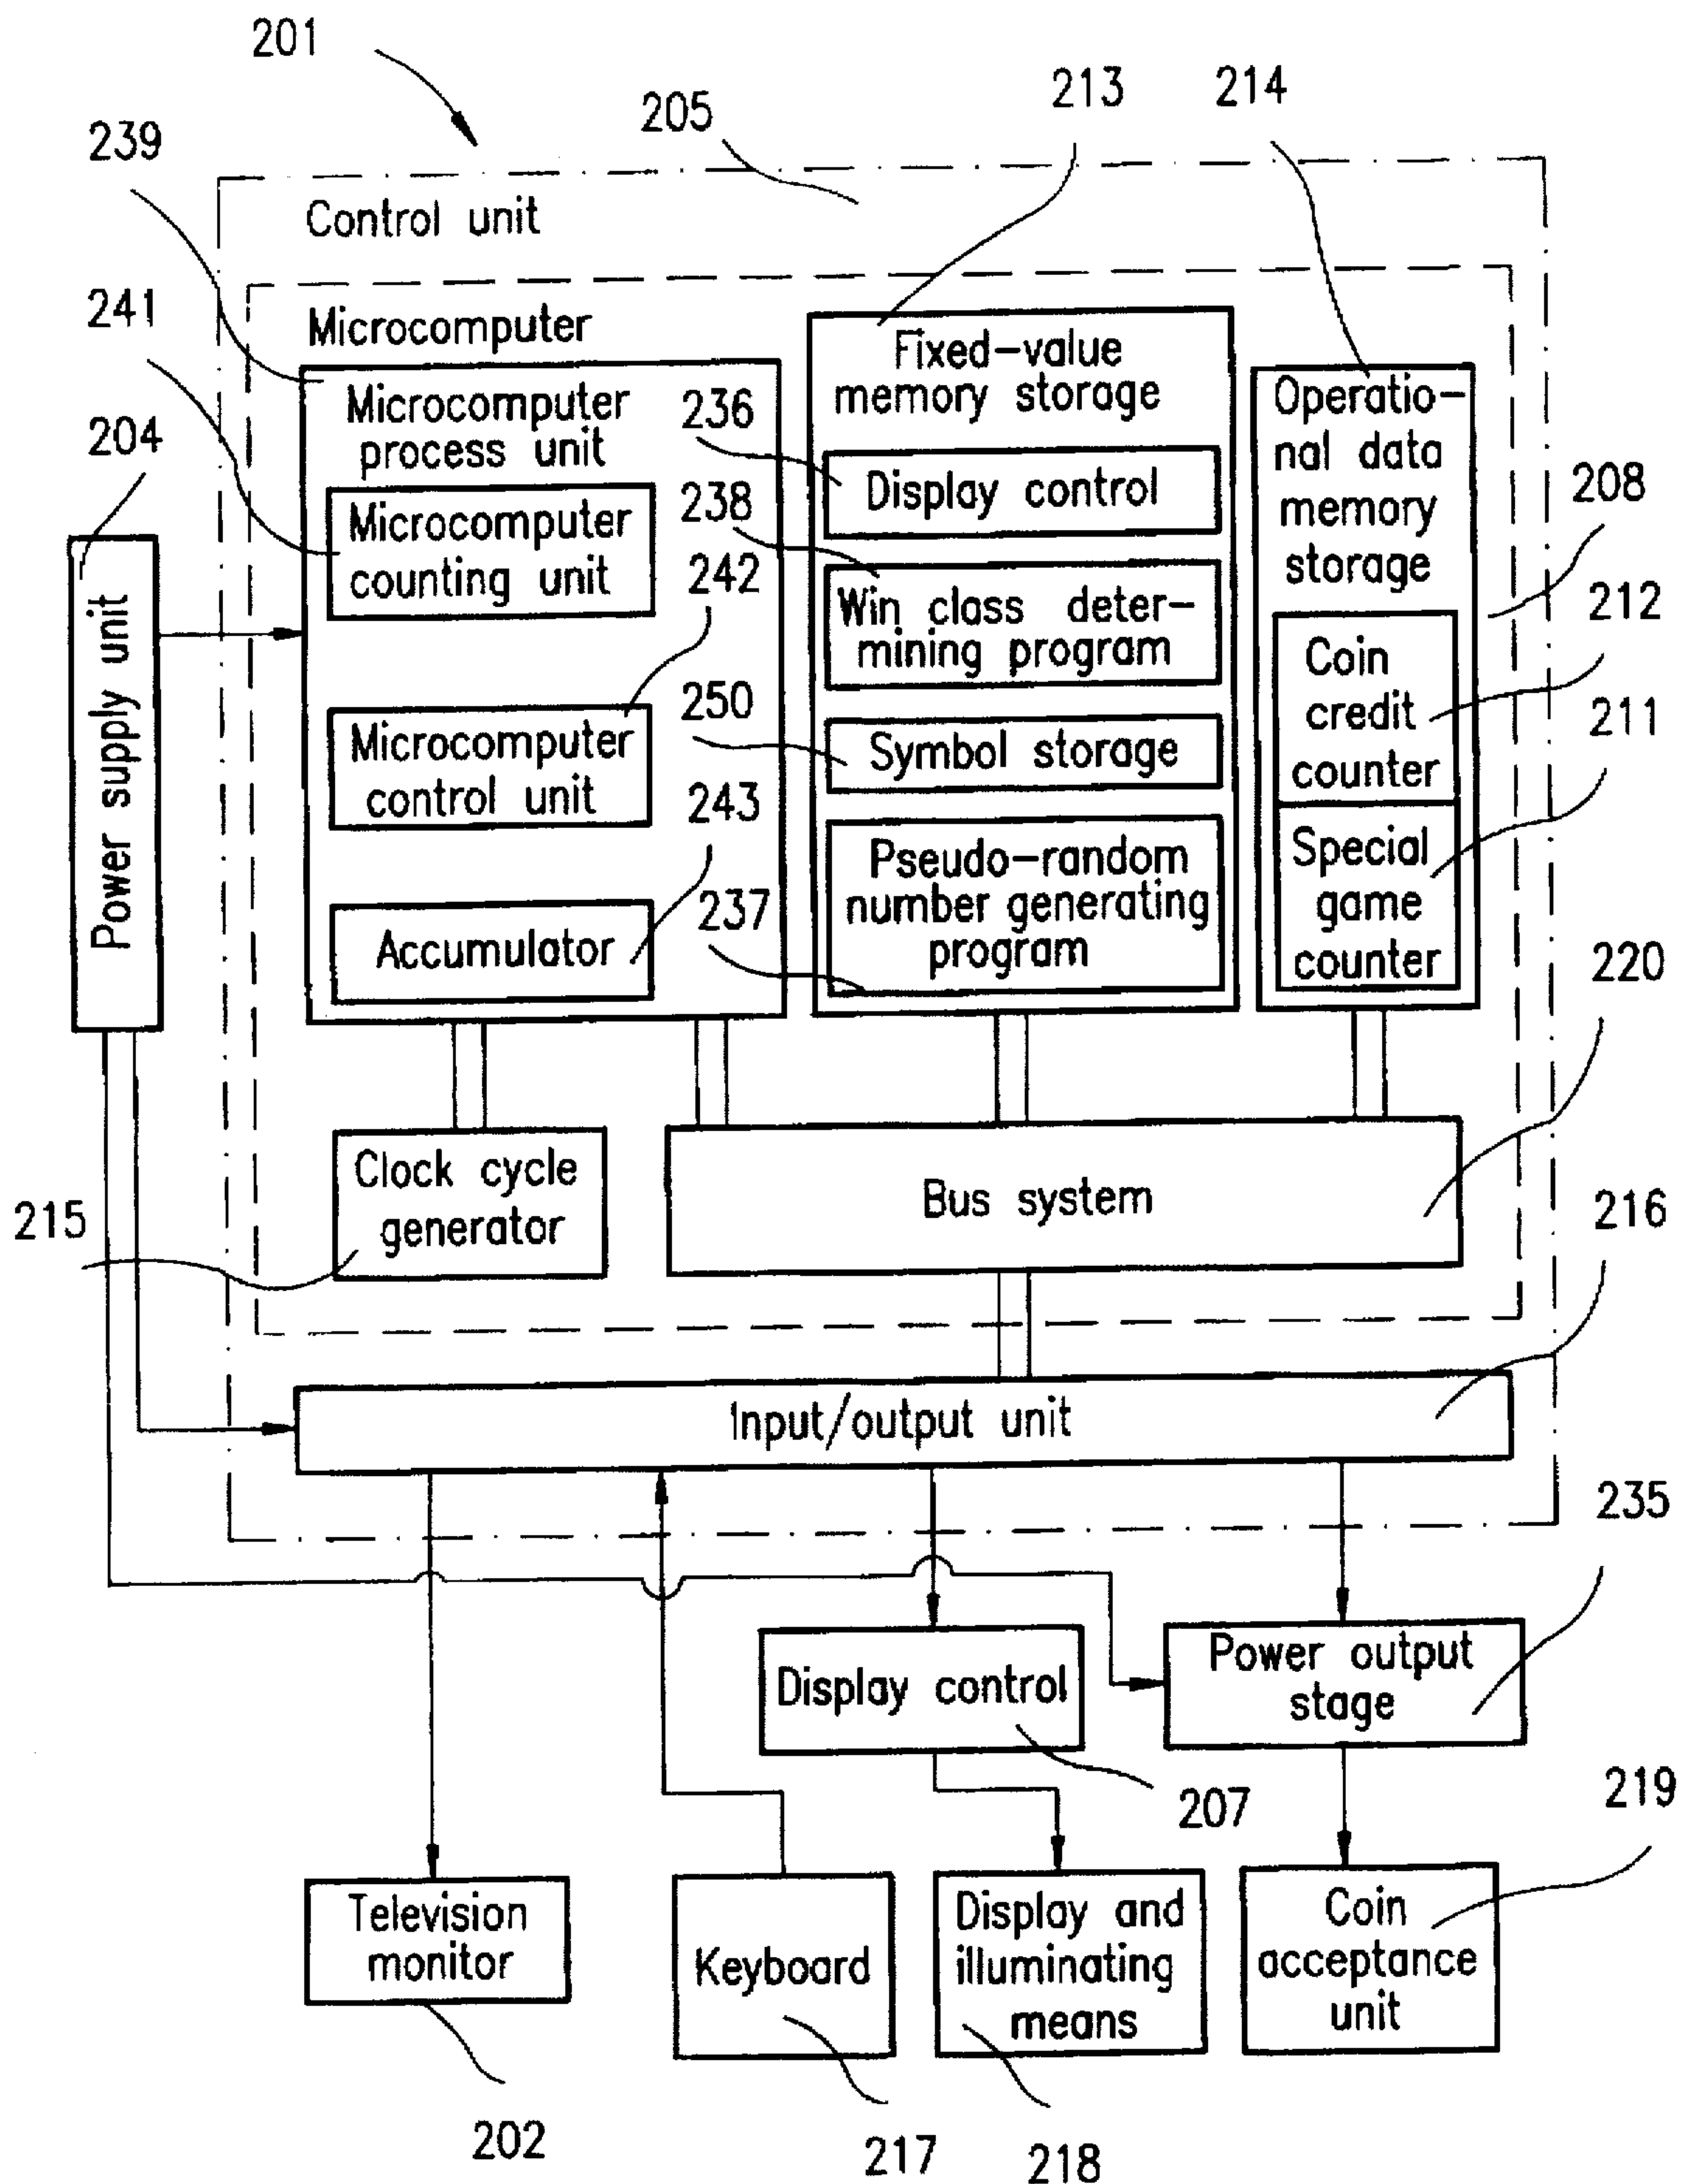 201
213
214
205
239
Control unit
241
Microcomputer
Fixed-value
memory storage
204
Microcomputer
process unit
236
Operatio-
nal data
memory
storage
Display control
208
Microcomputer
counting unit
238
242
Win class deter-
mining program
212
Power supply unit
Coin
credit
counter
250
211
Microcomputer
control unit
Symbol storage
243
Pseudo-random
number generating
program
Special
game
counter
237
Accumulator
220
Clock cycle
generator
Bus system
215
216
Input/output unit
235
Display control
Power output
stage
207
219
Television
monitor
Keyboard
Display and
illuminating
means
Coin
acceptance
unit
202
217
218